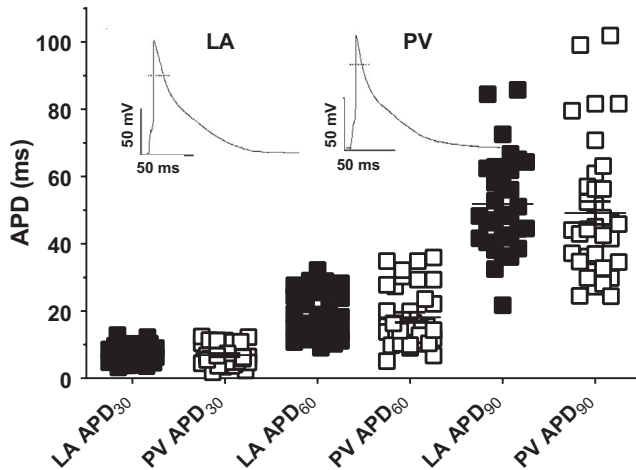 LA
PV
50 mV
50 ms
50 mV
50 ms
APD (ms)
100
80
60
40
20
0
LA APD30
PV APD30
LA APD60
PV APD60
LA APD90
PV APD90